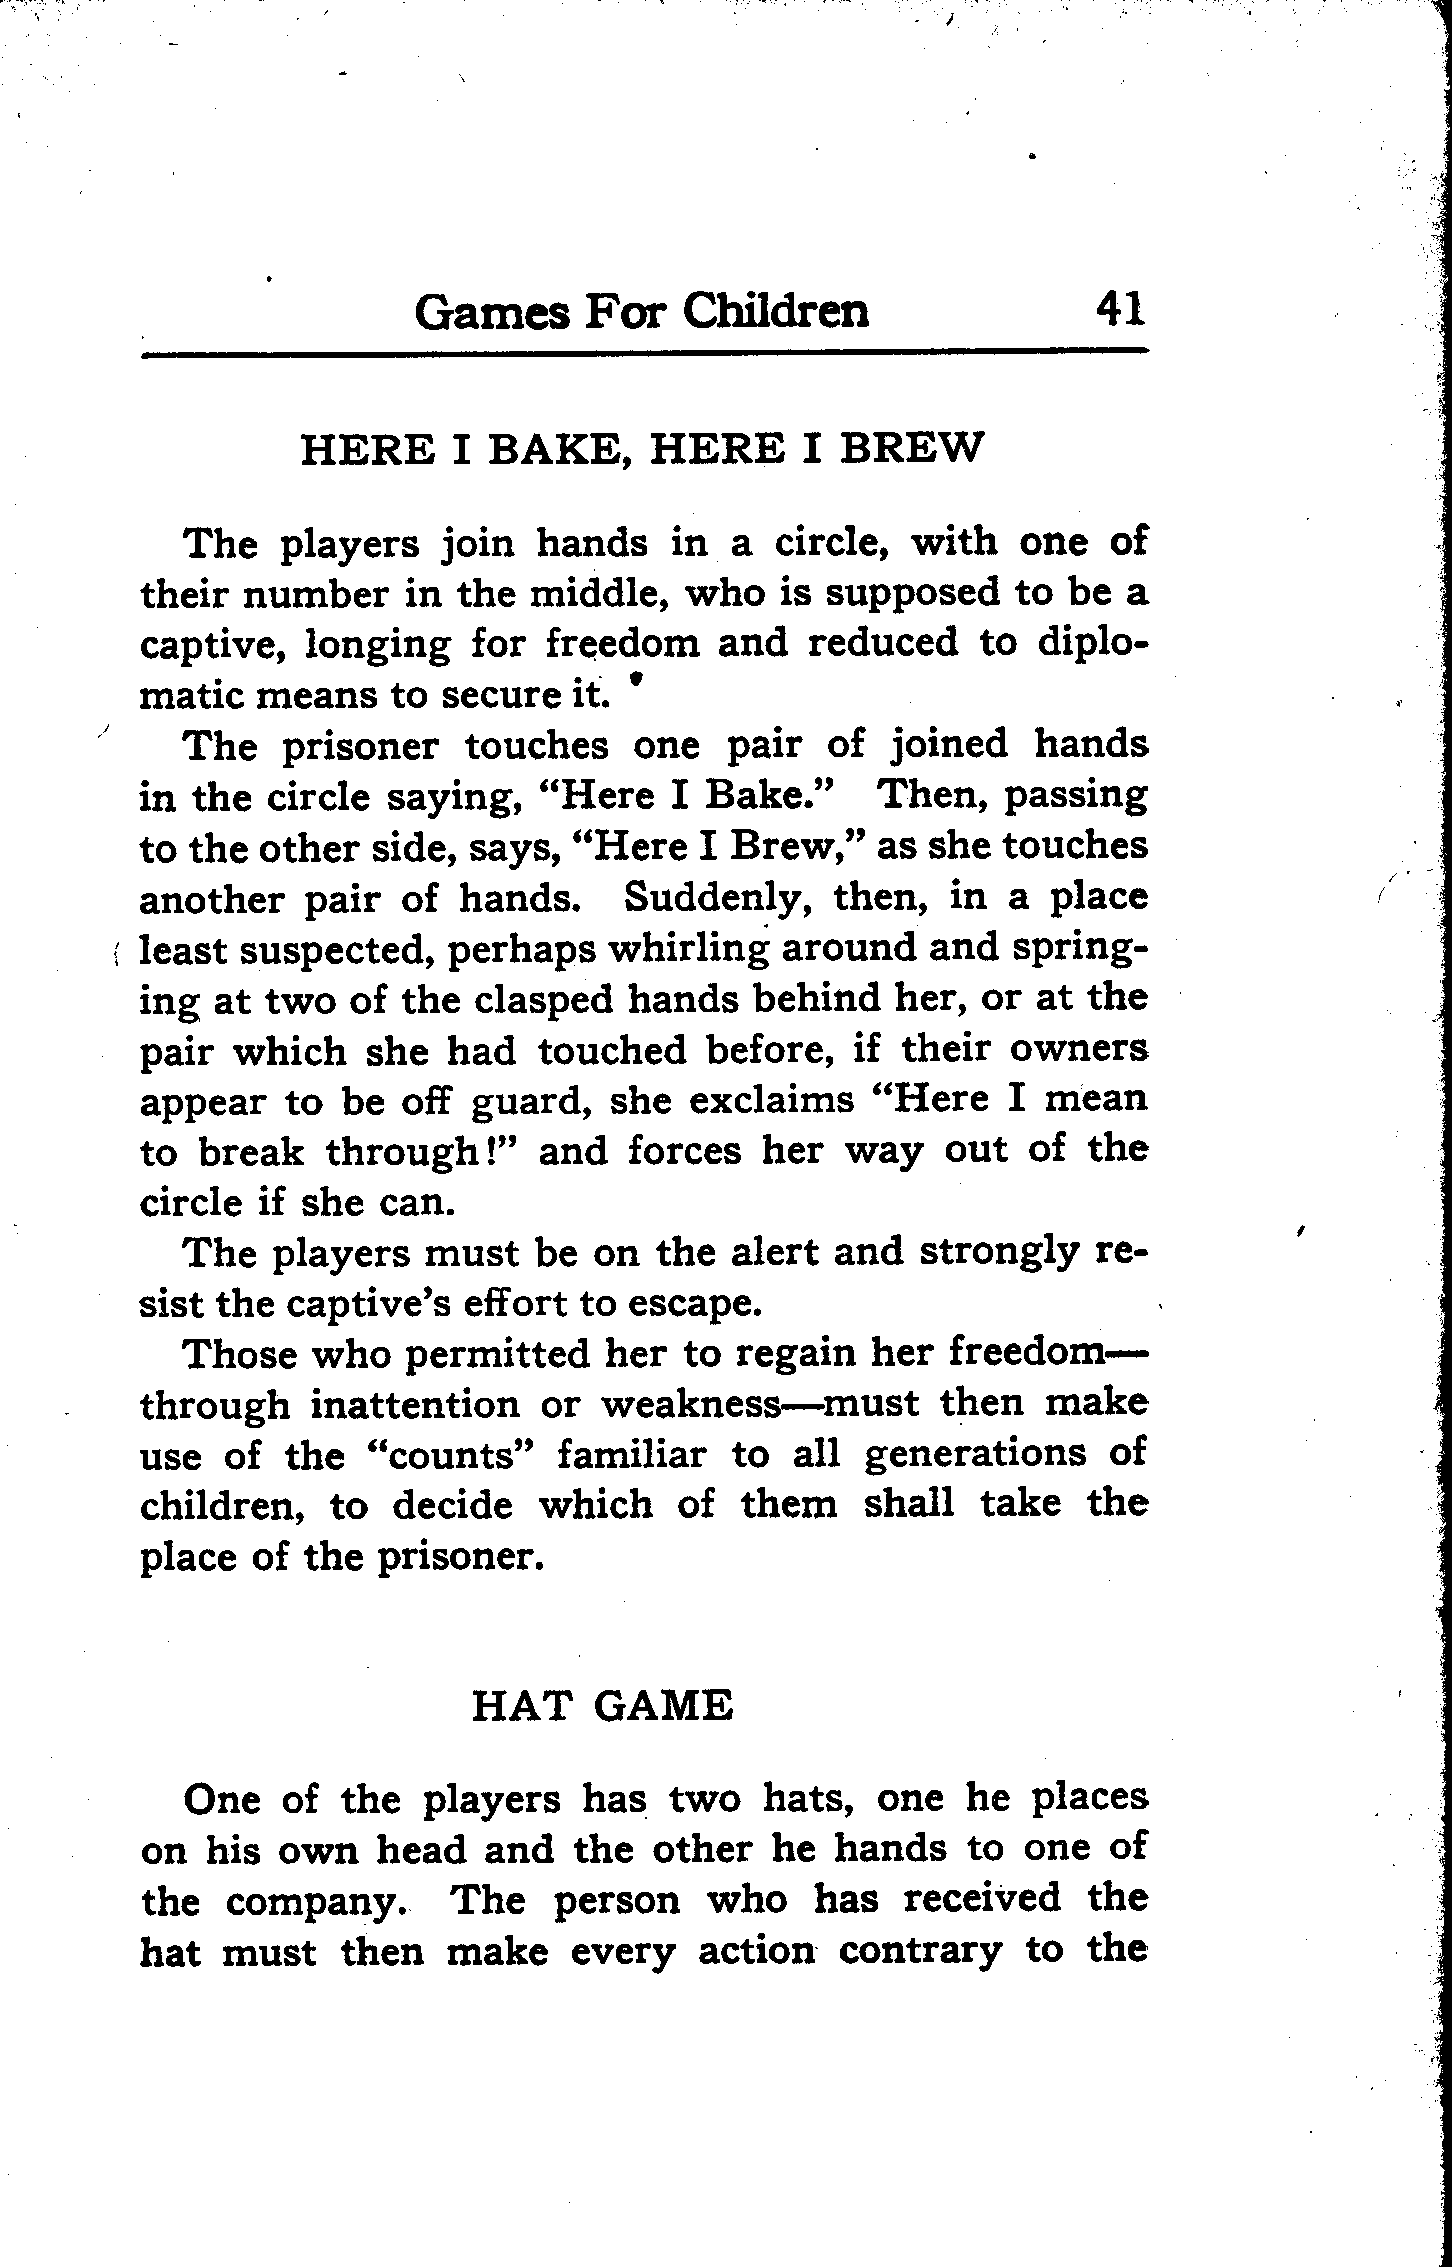 Games For Children 41
HERE I BAKE, HERE I BREW
The players join hands in a circle, with one of
their number in the middle, who is supposed to be a
captive, longing for freedom and reduced to diplo-
matic means to secure it.
The prisoner touches one pair of joined hands
in the circle saying, “Here I Bake.” Then, passing
to the other side, says, “Here I Brew,” as she touches
another pair of hands. Suddenly, then, in a place
least suspected, perhaps whirling around and spring-
ing at two of the clasped hands behind her, or at the
pair which she had touched before, if their owners
appear to be off guard, she exclaims “Here I mean
to break through!” and forces her way out of the
circle if she can.
The players must be on the alert and strongly re-
sist the captive’s effort to escape.
Those who permitted her to regain her freedom—
through inattention or weakness—must then make
use of the “counts” familiar to all generations of
children, to decide which of them shall take the
place of the prisoner.
HAT GAME
One of the players has two hats, one he places
on his own head and the other he hands to one of
the company. The person who has received the
hat must then make every action contrary to the